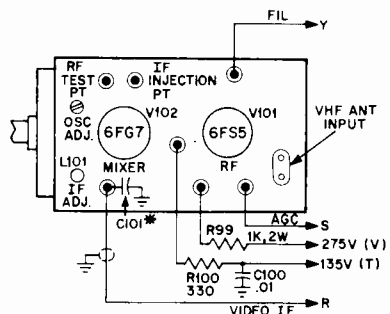 FIL
Y
RF
TEST
PT
IF
INJECTION
PT
OSC
ADJ.
V102
6FG7
MIXER
V101
6FS5
RF
VHF ANT
INPUT
L101
IF
ADJ.
C101*
AGC
S
R99
1K,2W
275V (V)
135V (T)
R100
330
C100
.01
VIDEO IF
R